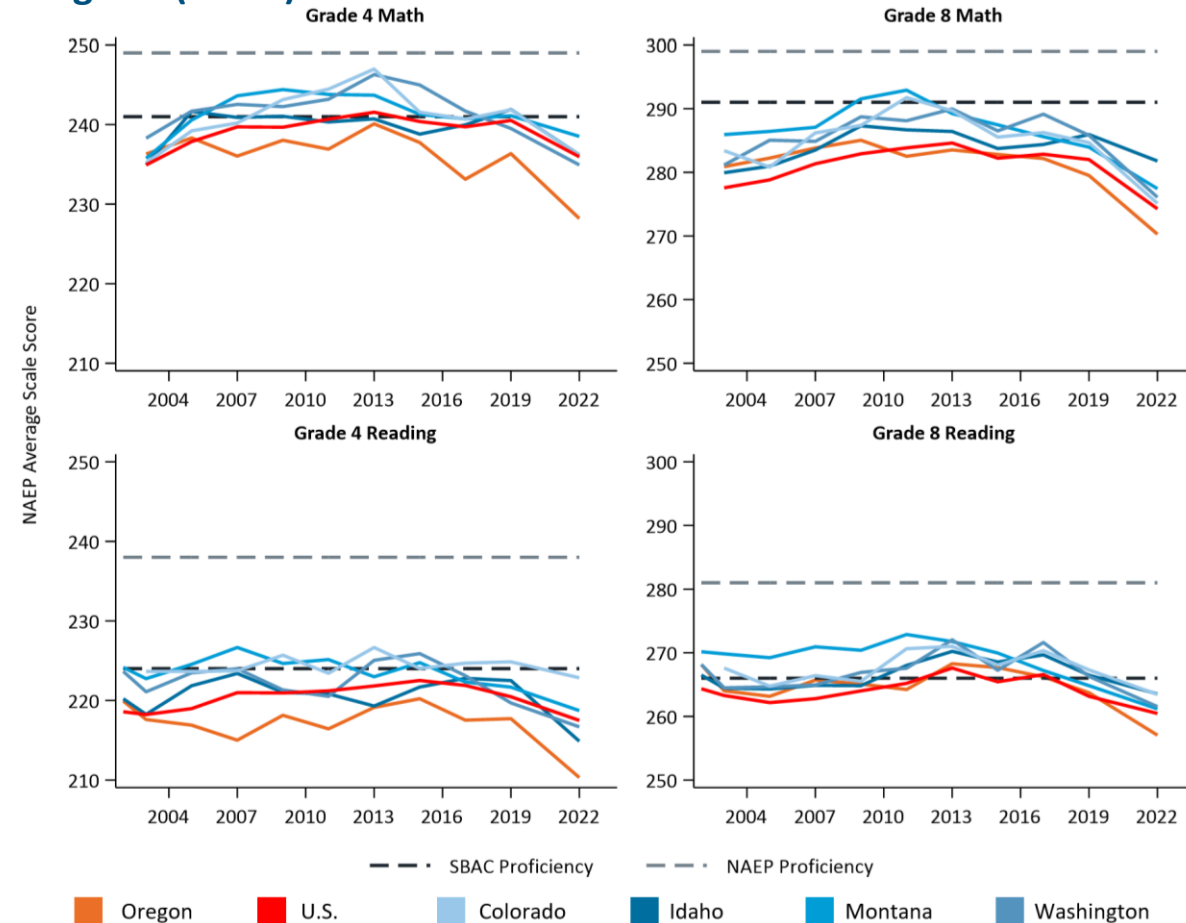 Grade 4 Math
250
240
230
220
210
2004 2007 2010 2013 2016 2019 2022
Grade 8 Math
300
290
280
270
260
250
2004 2007 2010 2013 2016 2019 2022
NAEP Average Scale Score
Grade 4 Reading
250
240
230
220
210
2004 2007 2010 2013 2016 2019 2022
Grade 8 Reading
300
290
280
270
260
250
2004 2007 2010 2013 2016 2019 2022
SBAC Proficiency NAEP Proficiency
Oregon U.S. Colorado Idaho Montana Washington